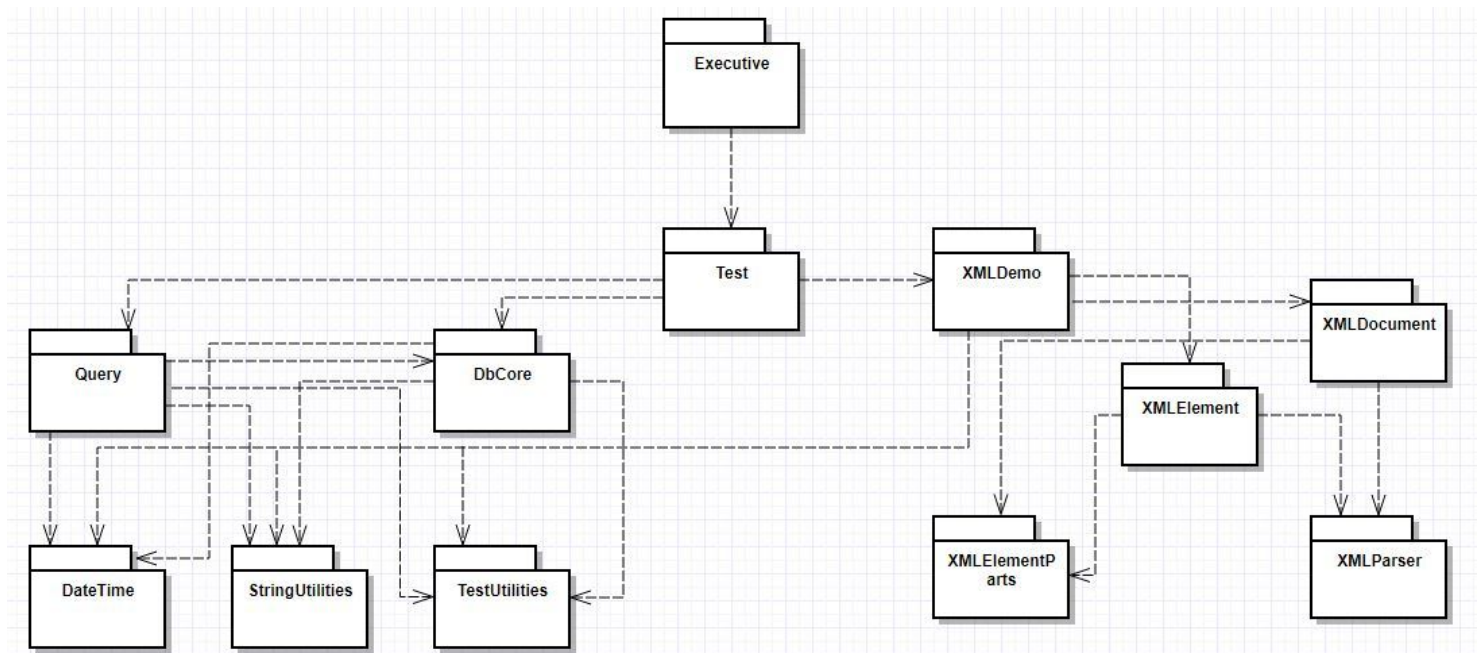 Executive
Test
XMLDemo
XMLDocument
Query
DbCore
XMLElement
DateTime
StringUtilities
TestUtilities
XMLElementP
arts
XMLParser